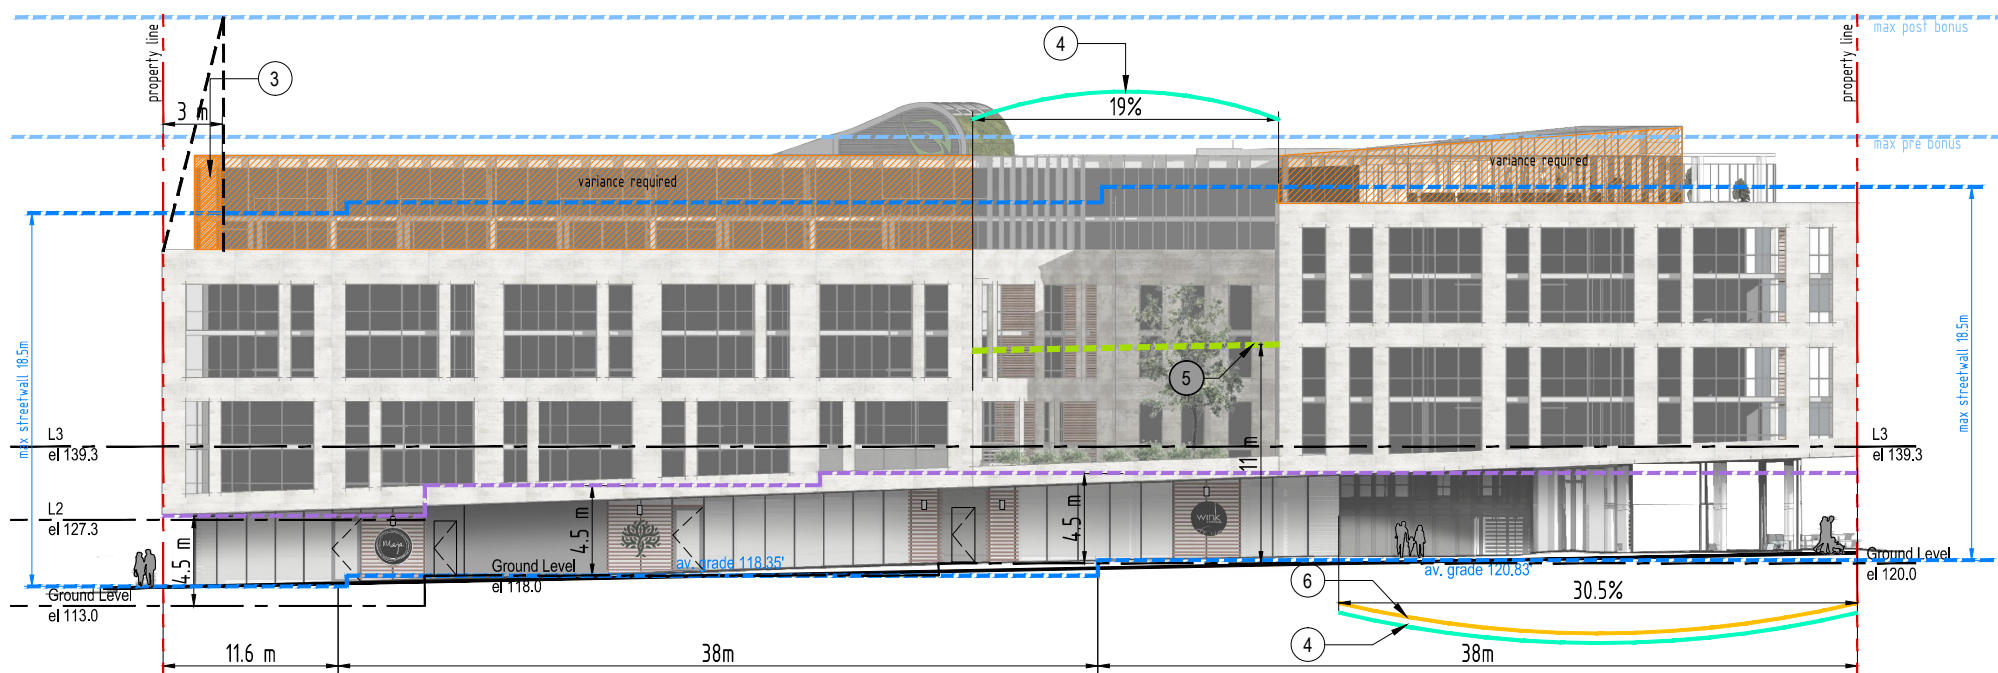 max post bonus
property line
property line
4
3
19%
3 m
max pre bonus
variance required
variance required
max streetwall 18.5m
max streetwall 18.5m
5
L3
el 139.3
L3
el 139.3
11 m
L2
el 127.3
4.5 m
4.5 m
4.5 m
maja
wink
Ground Level
el 118.0
av. grade 118.35'
av. grade 120.83'
Ground Level
el 120.0
Ground Level
el 113.0
6
30.5%
4
11.6 m
38m
38m